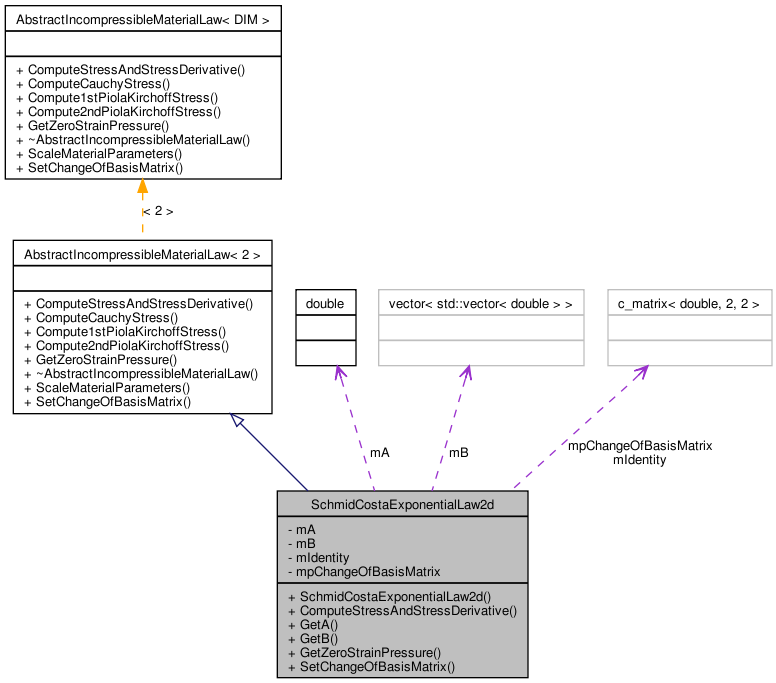 AbstractIncompressibleMaterialLaw< DIM >
+ ComputeStressAndStressDerivative()
+ ComputeCauchyStress()
+ Compute1stPiolaKirchoffStress()
+ Compute2ndPiolaKirchoffStress()
+ GetZeroStrainPressure()
+ ~AbstractIncompressibleMaterialLaw()
+ ScaleMaterialParameters()
+ SetChangeOfBasisMatrix()
< 2 >
AbstractIncompressibleMaterialLaw< 2 >
+ ComputeStressAndStressDerivative()
+ ComputeCauchyStress()
+ Compute1stPiolaKirchoffStress()
+ Compute2ndPiolaKirchoffStress()
+ GetZeroStrainPressure()
+ ~AbstractIncompressibleMaterialLaw()
+ ScaleMaterialParameters()
+ SetChangeOfBasisMatrix()
double
vector< std::vector< double > >
c_matrix< double, 2, 2 >
mA
mB
mpChangeOfBasisMatrix
mIdentity
SchmidCostaExponentialLaw2d
- mA
- mB
- mIdentity
- mpChangeOfBasisMatrix
+ SchmidCostaExponentialLaw2d()
+ ComputeStressAndStressDerivative()
+ GetA()
+ GetB()
+ GetZeroStrainPressure()
+ SetChangeOfBasisMatrix()